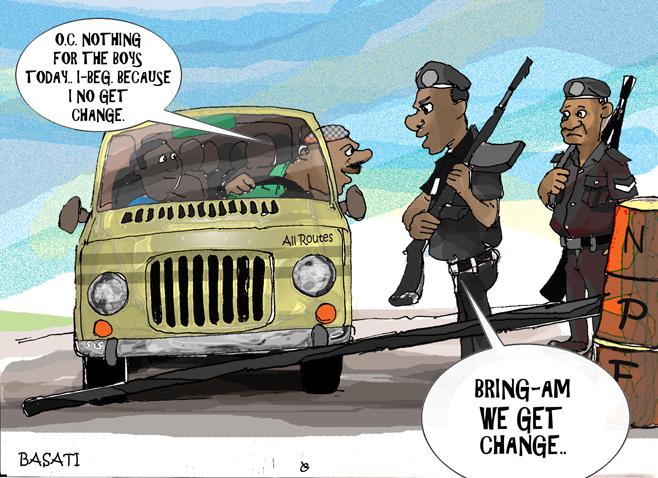 O.C. NOTHING
FOR THE BOYS
TODAY.. I-BEG. BECAUSE
I NO GET
CHANGE.
All Routes
N
P
F
BRING-AM
WE GET
CHANGE..
BASATI